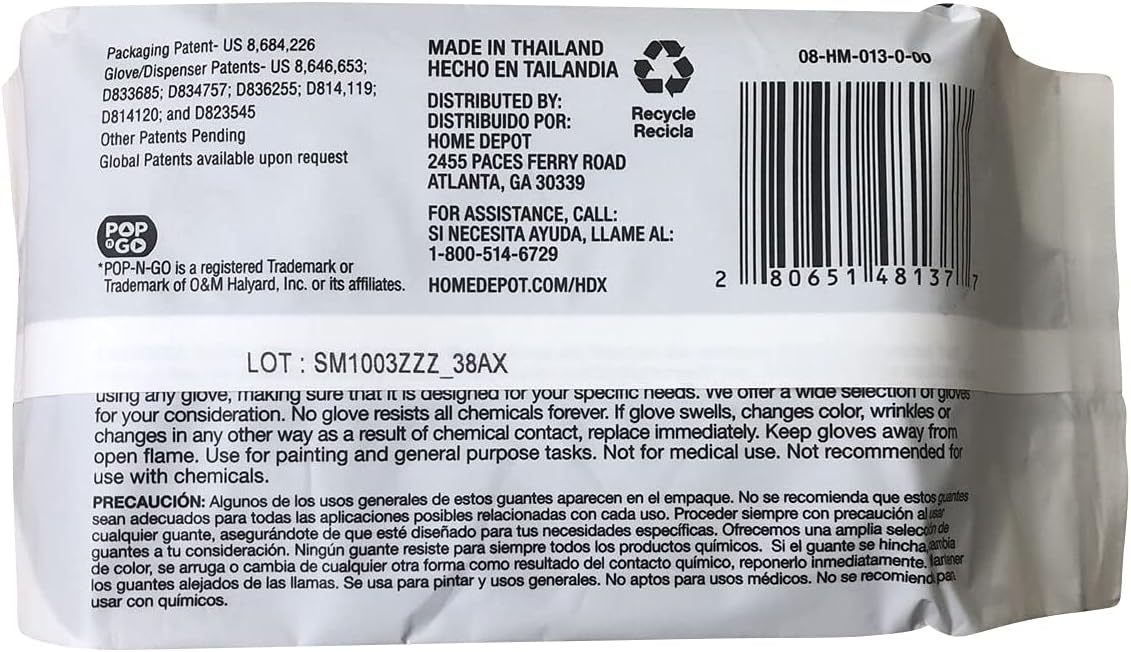 Packaging Patent- US 8,684,226
Glove/Dispenser Patents- US 8,646,653;
D833685; D834757; D836255; D814,119;
D814120; and D823545
Other Patents Pending
Global Patents available upon request
POP
n
GO
*POP-N-GO is a registered Trademark or
Trademark of O&M Halyard, Inc. or its affiliates.
MADE IN THAILAND
HECHO EN TAILANDIA
DISTRIBUTED BY:
DISTRIBUIDO POR:
HOME DEPOT
2455 PACES FERRY ROAD
ATLANTA, GA 30339
FOR ASSISTANCE, CALL:
SI NECESITA AYUDA, LLAME AL:
1-800-514-6729
HOMEDEPOT.COM/HDX
Recycle
Recicla
08-HM-013-0-00
2 80651 48137 7
LOT : SM1003ZZZ_38AX
using any glove, making sure that it is designed for your specific needs. We offer a wide selection of gloves
for your consideration. No glove resists all chemicals forever. If glove swells, changes color, wrinkles or
changes in any other way as a result of chemical contact, replace immediately. Keep gloves away from
open flame. Use for painting and general purpose tasks. Not for medical use. Not recommended for
use with chemicals.
PRECAUCIÓN: Algunos de los usos generales de estos guantes aparecen en el empaque. No se recomienda que estos guantes
sean adecuados para todas las aplicaciones posibles relacionadas con cada uso. Proceder siempre con precaución al usar
cualquier guante, asegurándote de que esté diseñado para tus necesidades específicas. Ofrecemos una amplia selección de
guantes a tu consideración. Ningún guante resiste para siempre todos los productos químicos. Si el guante se hincha, cambia
de color, se arruga o cambia de cualquier otra forma como resultado del contacto químico, reponerlo inmediatamente. Mantener
los guantes alejados de las llamas. Se usa para pintar y usos generales. No aptos para usos médicos. No se recomienda para
usar con químicos.